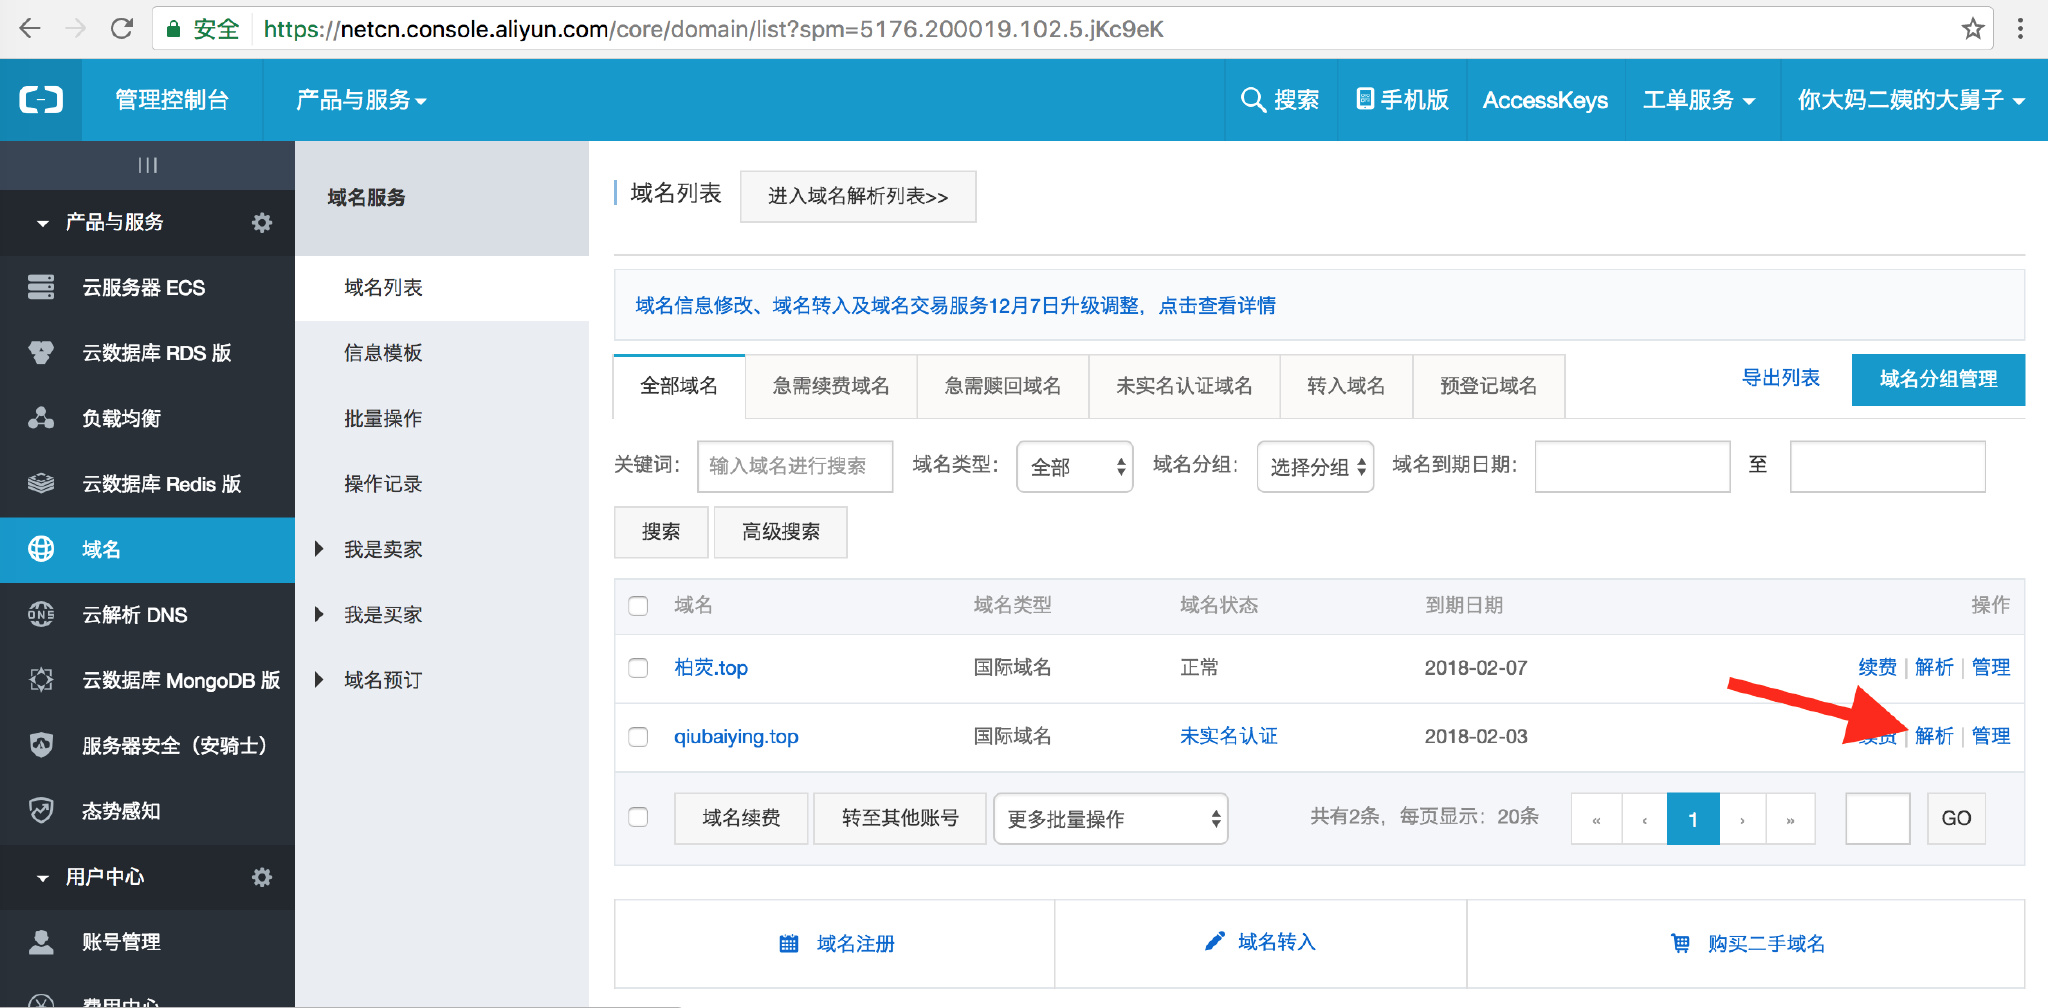 安全 https://netcn.console.aliyun.com/core/domain/list?spm=5176.200019.102.5.jKc9eK
管理控制台 产品与服务 搜索 手机版 AccessKeys 工单服务 你大妈二姨的大舅子
产品与服务
云服务器 ECS
云数据库 RDS 版
负载均衡
云数据库 Redis 版
域名
云解析 DNS
云数据库 MongoDB 版
服务器安全（安骑士）
态势感知
用户中心
账号管理
费用中心
域名服务
域名列表
信息模板
批量操作
操作记录
我是卖家
我是买家
域名预订
域名列表 进入域名解析列表>>
域名信息修改、域名转入及域名交易服务12月7日升级调整，点击查看详情
全部域名 急需续费域名 急需赎回域名 未实名认证域名 转入域名 预登记域名 导出列表 域名分组管理
关键词： 输入域名进行搜索 域名类型： 全部 域名分组： 选择分组 域名到期日期： 至
搜索 高级搜索
域名 域名类型 域名状态 到期日期 操作
柏荧.top 国际域名 正常 2018-02-07 续费 | 解析 | 管理
qiubaiying.top 国际域名 未实名认证 2018-02-03 续费 | 解析 | 管理
域名续费 转至其他账号 更多批量操作 共有2条，每页显示：20条 « ‹ 1 › » GO
域名注册 域名转入 购买二手域名